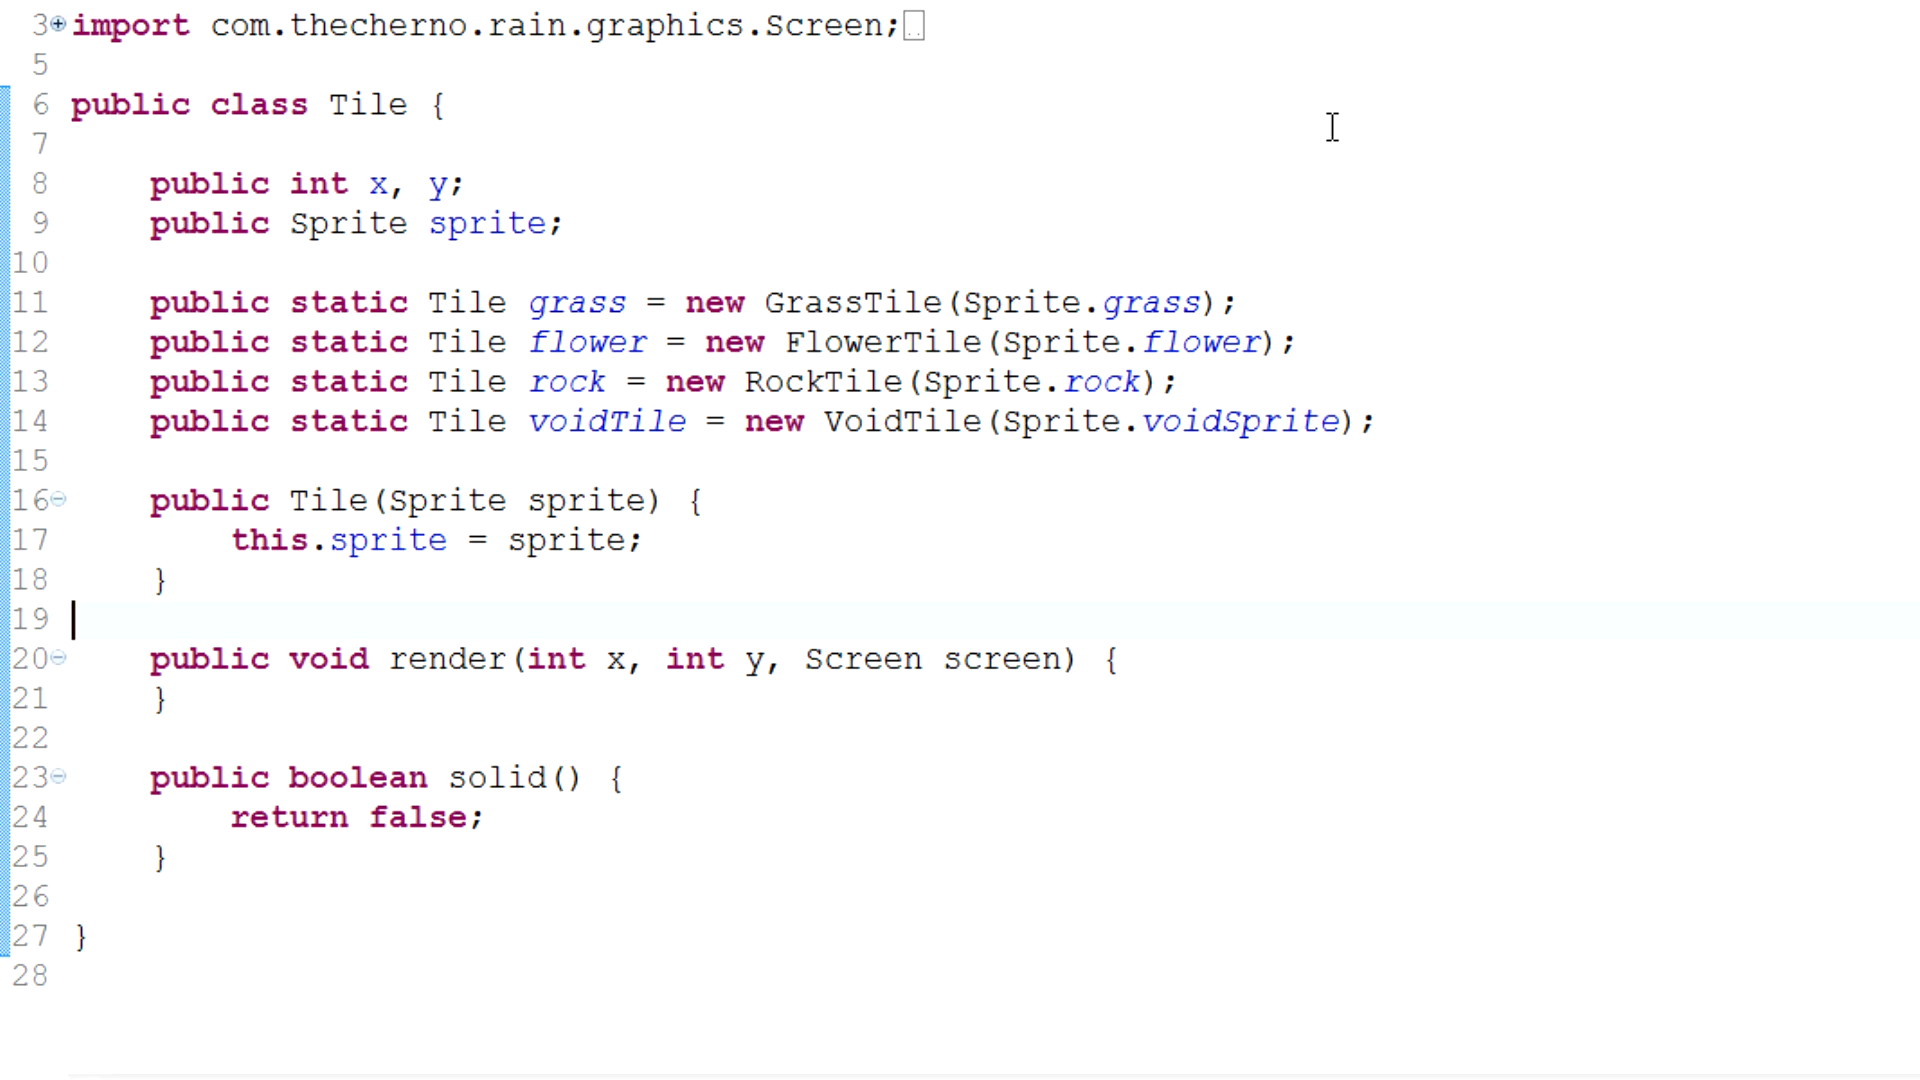 3 import com.thecherno.rain.graphics.Screen;
5
6 public class Tile {
7
8 public int x, y;
9 public Sprite sprite;
10
11 public static Tile grass = new GrassTile(Sprite.grass);
12 public static Tile flower = new FlowerTile(Sprite.flower);
13 public static Tile rock = new RockTile(Sprite.rock);
14 public static Tile voidTile = new VoidTile(Sprite.voidSprite);
15
16 public Tile(Sprite sprite) {
17 this.sprite = sprite;
18 }
19
20 public void render(int x, int y, Screen screen) {
21 }
22
23 public boolean solid() {
24 return false;
25 }
26
27 }
28